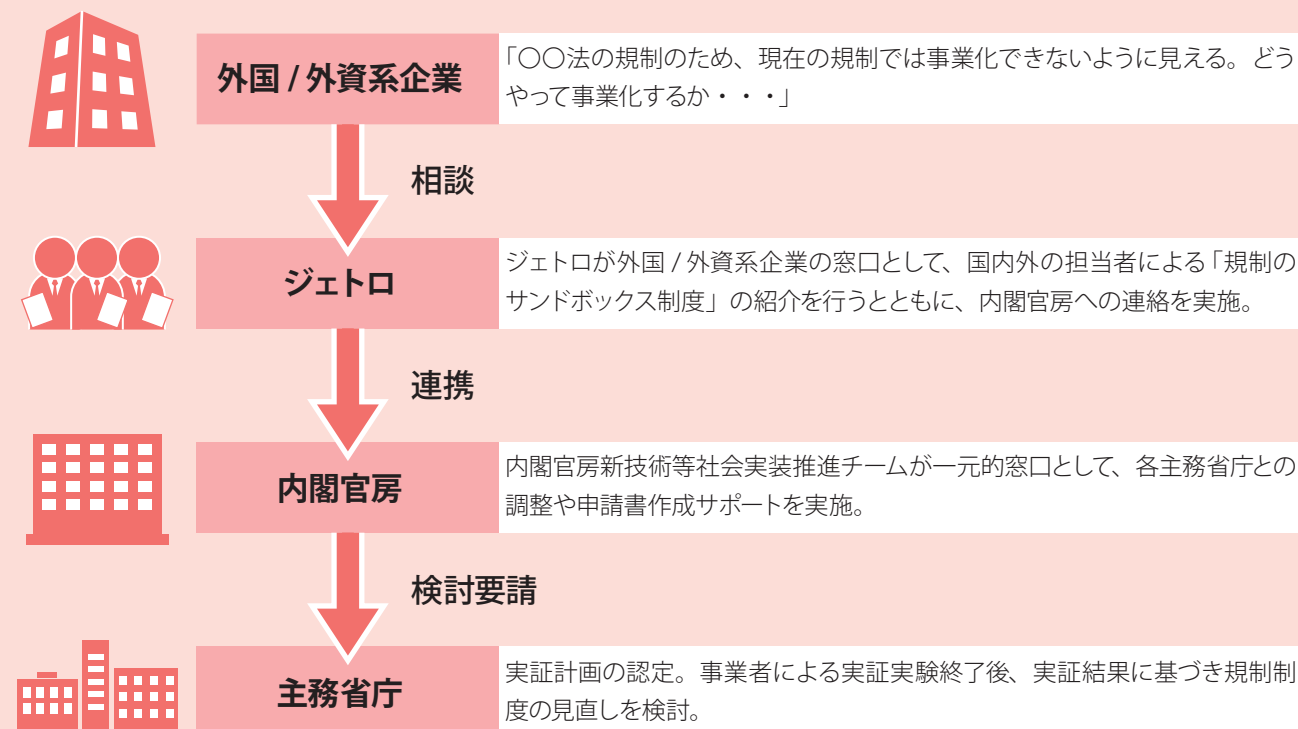 外国 / 外資系企業
「〇〇法の規制のため、現在の規制では事業化できないように見える。どう
やって事業化するか・・・」
相談
ジェトロ
ジェトロが外国 / 外資系企業の窓口として、国内外の担当者による「規制の
サンドボックス制度」の紹介を行うとともに、内閣官房への連絡を実施。
連携
内閣官房
内閣官房新技術等社会実装推進チームが一元的窓口として、各主務省庁との
調整や申請書作成サポートを実施。
検討要請
主務省庁
実証計画の認定。事業者による実証実験終了後、実証結果に基づき規制制
度の見直しを検討。